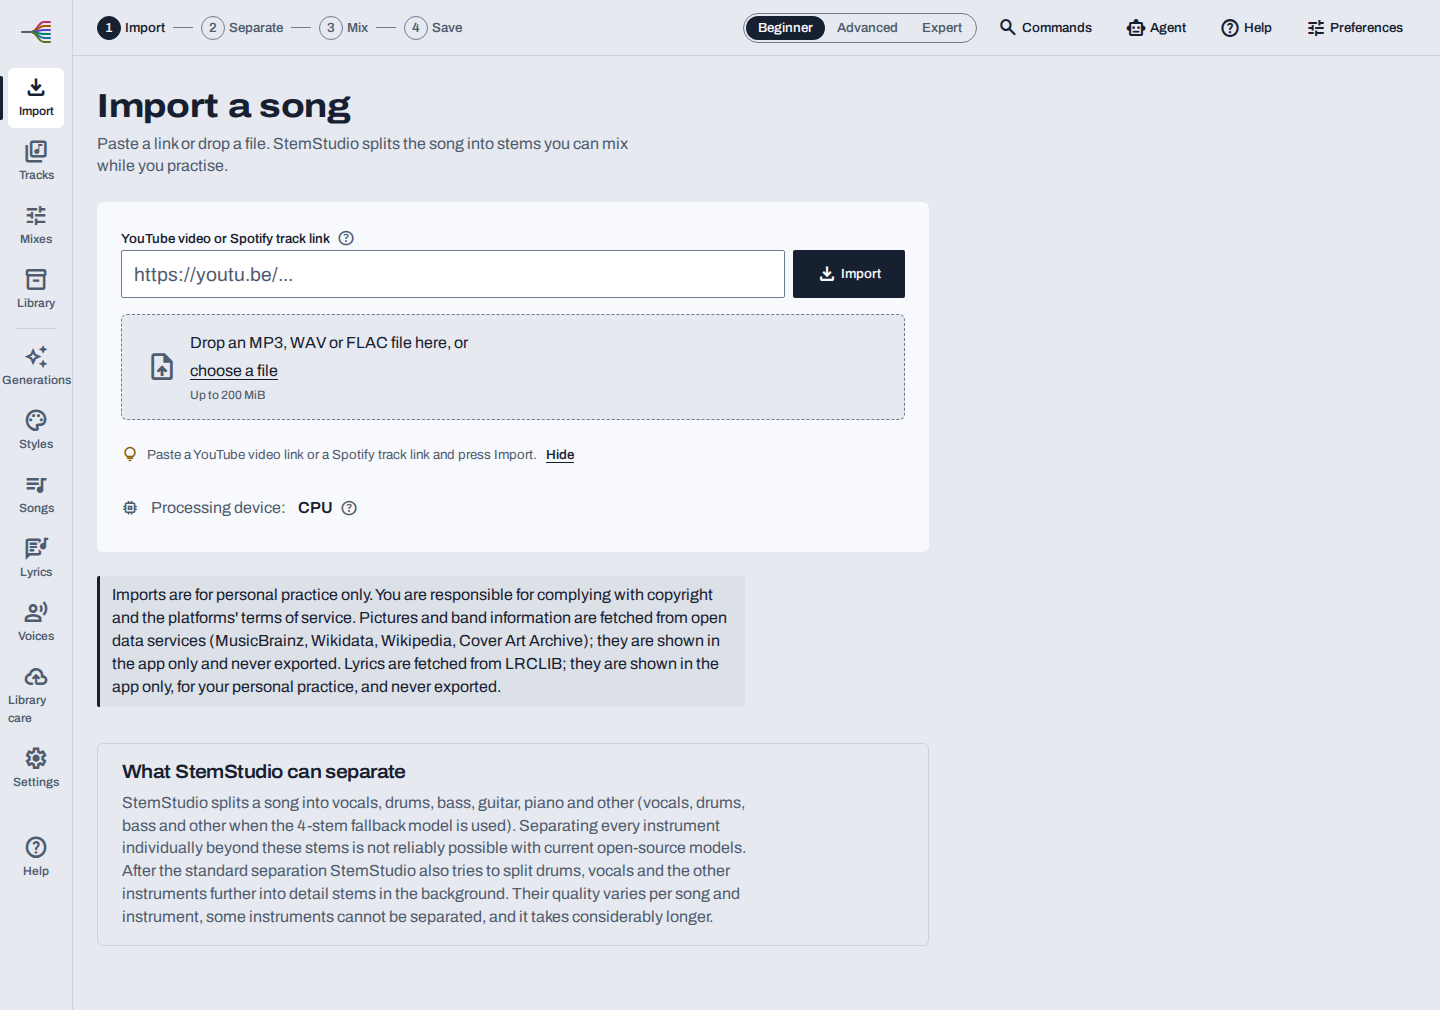 1 Import
2 Separate
3 Mix
4 Save
Beginner Advanced Expert
Commands
Agent
Help
Preferences
Import
Tracks
Mixes
Library
Generations
Styles
Songs
Lyrics
Voices
Library
care
Settings
Help
Import a song
Paste a link or drop a file. StemStudio splits the song into stems you can mix
while you practise.
YouTube video or Spotify track link ?
https://youtu.be/...
Import
Drop an MP3, WAV or FLAC file here, or
choose a file
Up to 200 MiB
Paste a YouTube video link or a Spotify track link and press Import. Hide
Processing device: CPU ?
Imports are for personal practice only. You are responsible for complying with copyright
and the platforms' terms of service. Pictures and band information are fetched from open
data services (MusicBrainz, Wikidata, Wikipedia, Cover Art Archive); they are shown in
the app only and never exported. Lyrics are fetched from LRCLIB; they are shown in the
app only, for your personal practice, and never exported.
What StemStudio can separate
StemStudio splits a song into vocals, drums, bass, guitar, piano and other (vocals, drums,
bass and other when the 4-stem fallback model is used). Separating every instrument
individually beyond these stems is not reliably possible with current open-source models.
After the standard separation StemStudio also tries to split drums, vocals and the other
instruments further into detail stems in the background. Their quality varies per song and
instrument, some instruments cannot be separated, and it takes considerably longer.